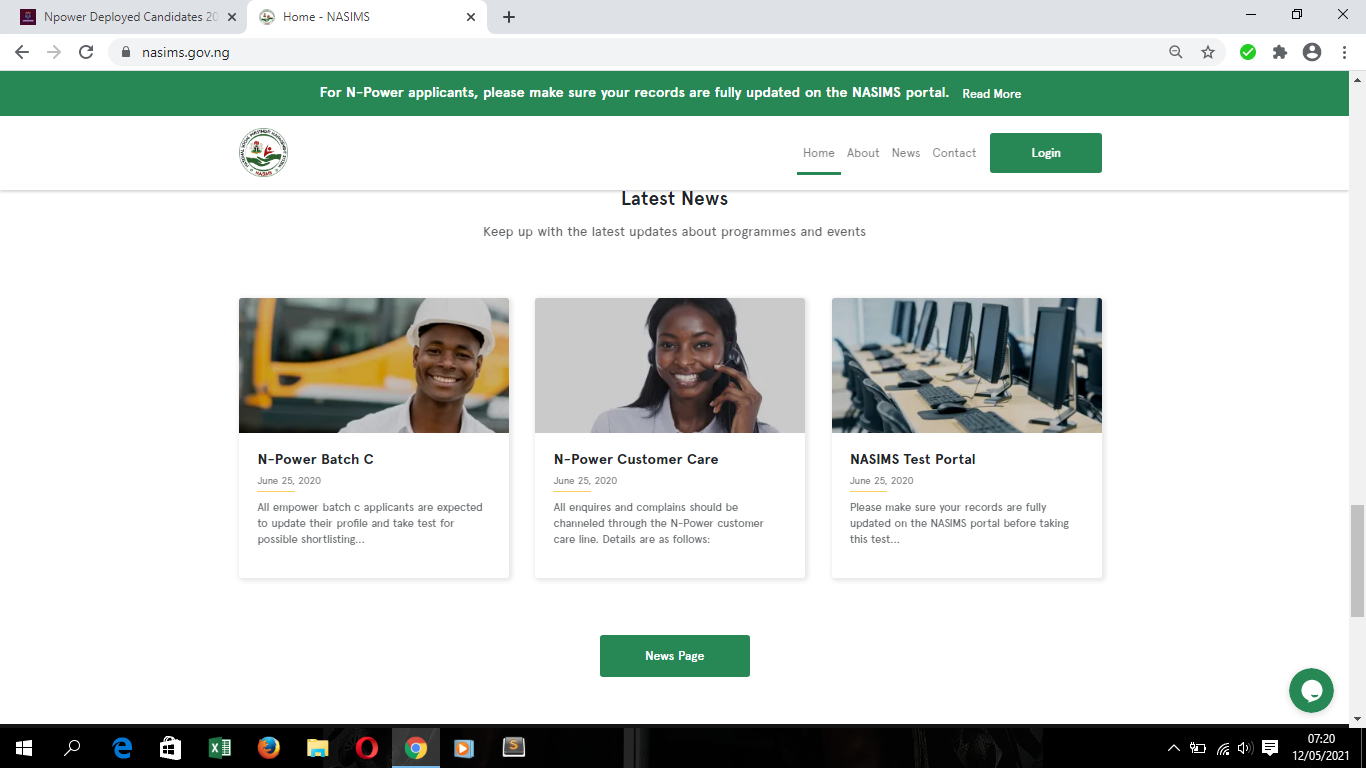 Npower Deployed Candidates 20
Home - NASIMS
nasims.gov.ng
For N-Power applicants, please make sure your records are fully updated on the NASIMS portal. Read More
NASIMS
Home About News Contact Login
Latest News
Keep up with the latest updates about programmes and events
N-Power Batch C
June 25, 2020
All empower batch c applicants are expected
to update their profile and take test for
possible shortlisting...
N-Power Customer Care
June 25, 2020
All enquires and complains should be
channeled through the N-Power customer
care line. Details are as follows:
NASIMS Test Portal
June 25, 2020
Please make sure your records are fully
updated on the NASIMS portal before taking
this test...
News Page
07:20
12/05/2021